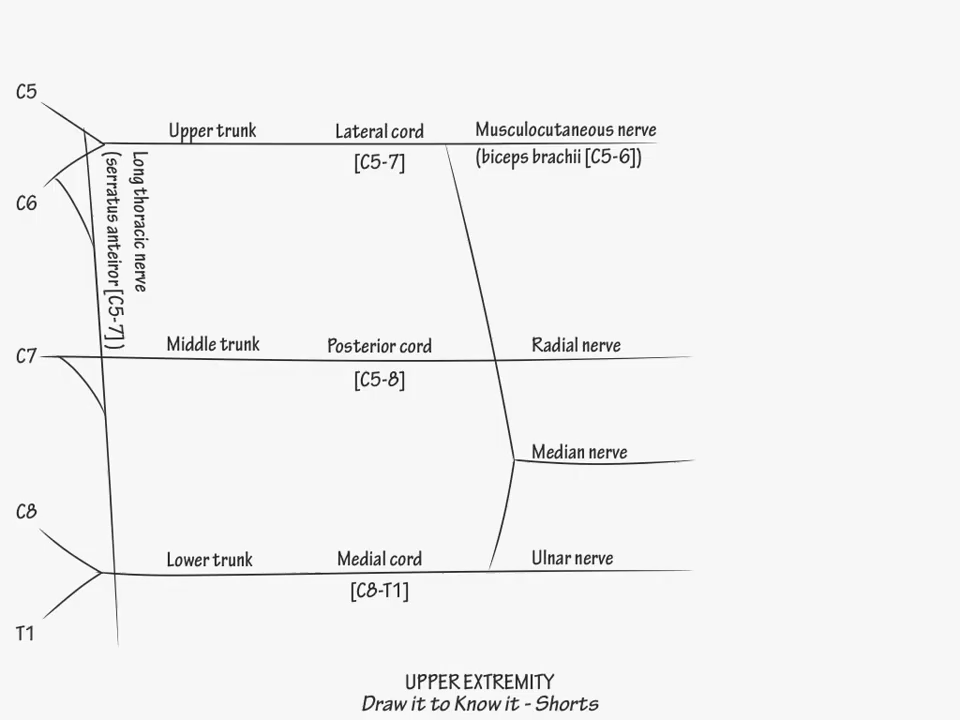 C5
Upper trunk
Lateral cord
[C5-7]
Musculocutaneous nerve
(biceps brachii [C5-6])
Long thoracic nerve
(serratus anteiror [C5-7])
C6
C7
Middle trunk
Posterior cord
[C5-8]
Radial nerve
Median nerve
C8
Lower trunk
Medial cord
[C8-T1]
Ulnar nerve
T1
UPPER EXTREMITY
Draw it to Know it - Shorts